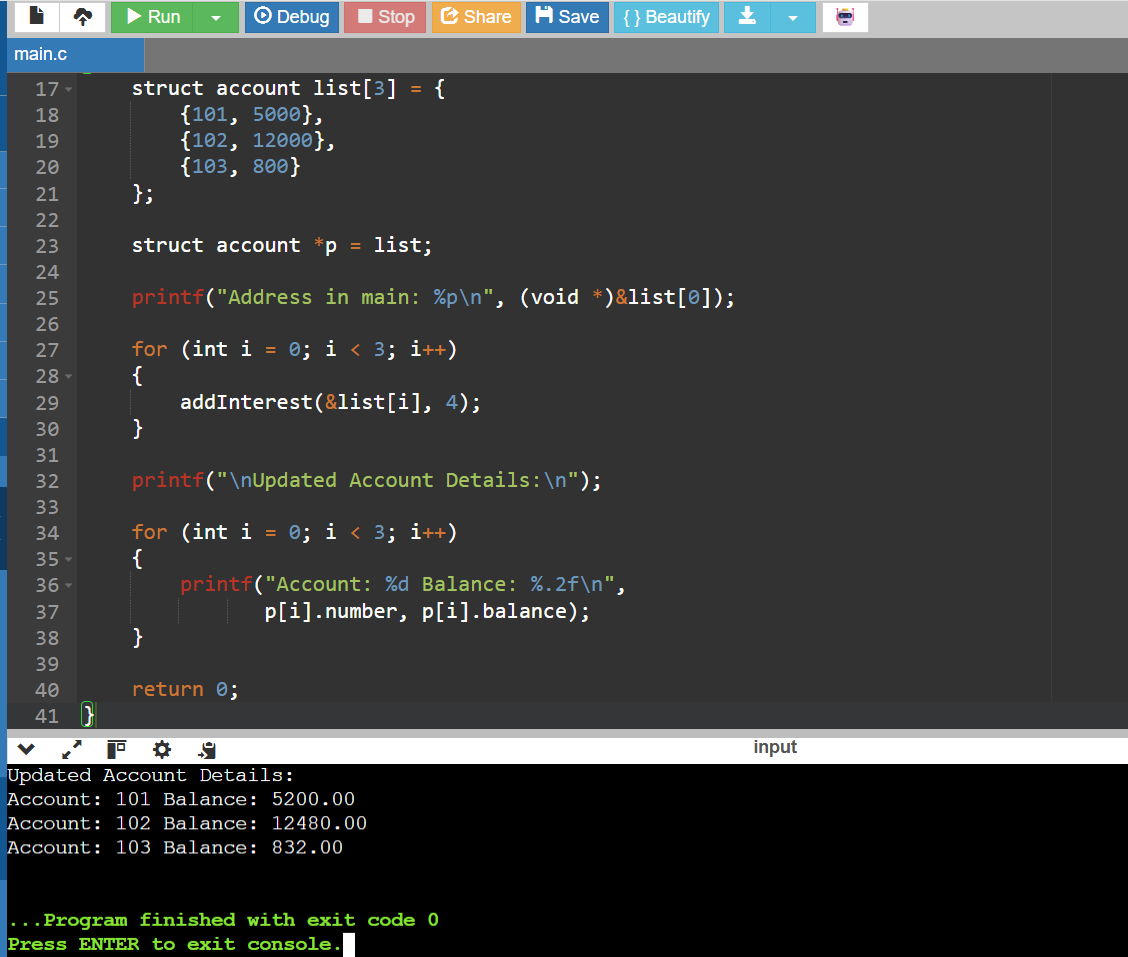 Run Debug Stop Share Save { } Beautify
main.c
17 struct account list[3] = {
18 {101, 5000},
19 {102, 12000},
20 {103, 800}
21 };
22
23 struct account *p = list;
24
25 printf("Address in main: %p\n", (void *)&list[0]);
26
27 for (int i = 0; i < 3; i++)
28 {
29 addInterest(&list[i], 4);
30 }
31
32 printf("\nUpdated Account Details:\n");
33
34 for (int i = 0; i < 3; i++)
35 {
36 printf("Account: %d Balance: %.2f\n",
37 p[i].number, p[i].balance);
38 }
39
40 return 0;
41 }
input
Updated Account Details:
Account: 101 Balance: 5200.00
Account: 102 Balance: 12480.00
Account: 103 Balance: 832.00
...Program finished with exit code 0
Press ENTER to exit console.